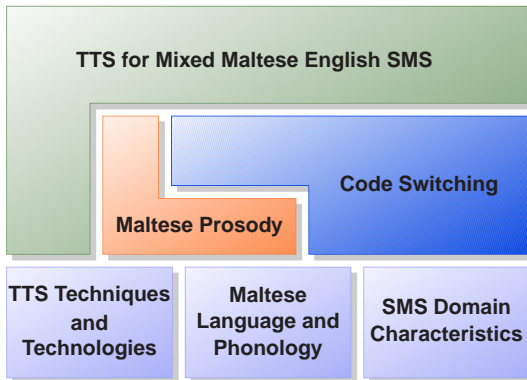 TTS for Mixed Maltese English SMS
Code Switching
Maltese Prosody
TTS Techniques
and
Technologies
Maltese
Language and
Phonology
SMS Domain
Characteristics